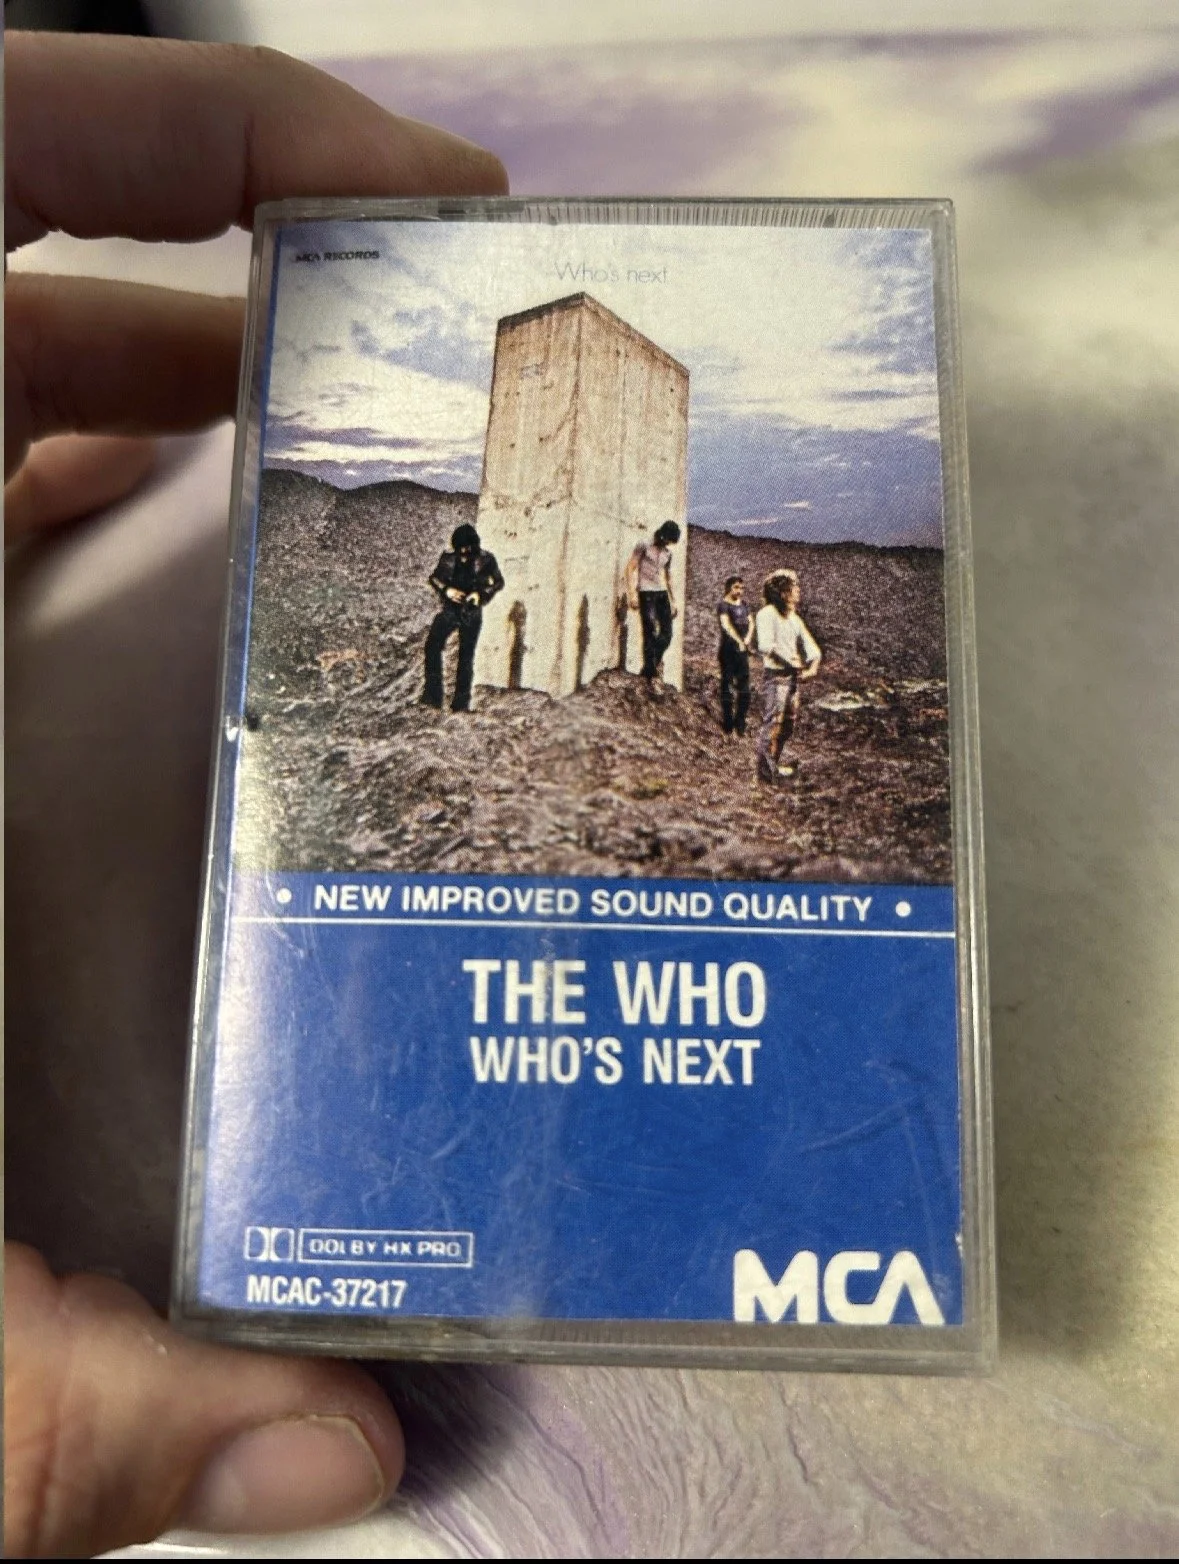 MCA RECORDS
Who's next
• NEW IMPROVED SOUND QUALITY •
THE WHO
WHO'S NEXT
DOLBY HX PRO
MCAC-37217
MCA